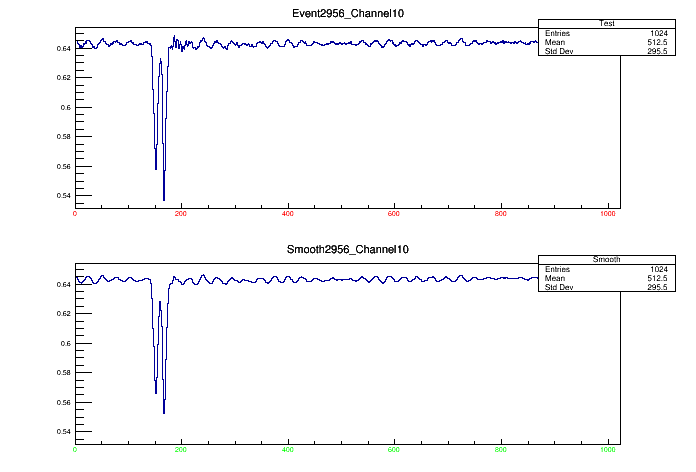 Event2956_Channel10
Test
Entries 1024
Mean 512.5
Std Dev 295.5
0.64
0.62
0.6
0.58
0.56
0.54
0 200 400 600 800 1000
Smooth2956_Channel10
Smooth
Entries 1024
Mean 512.5
Std Dev 295.5
0.64
0.62
0.6
0.58
0.56
0.54
0 200 400 600 800 1000